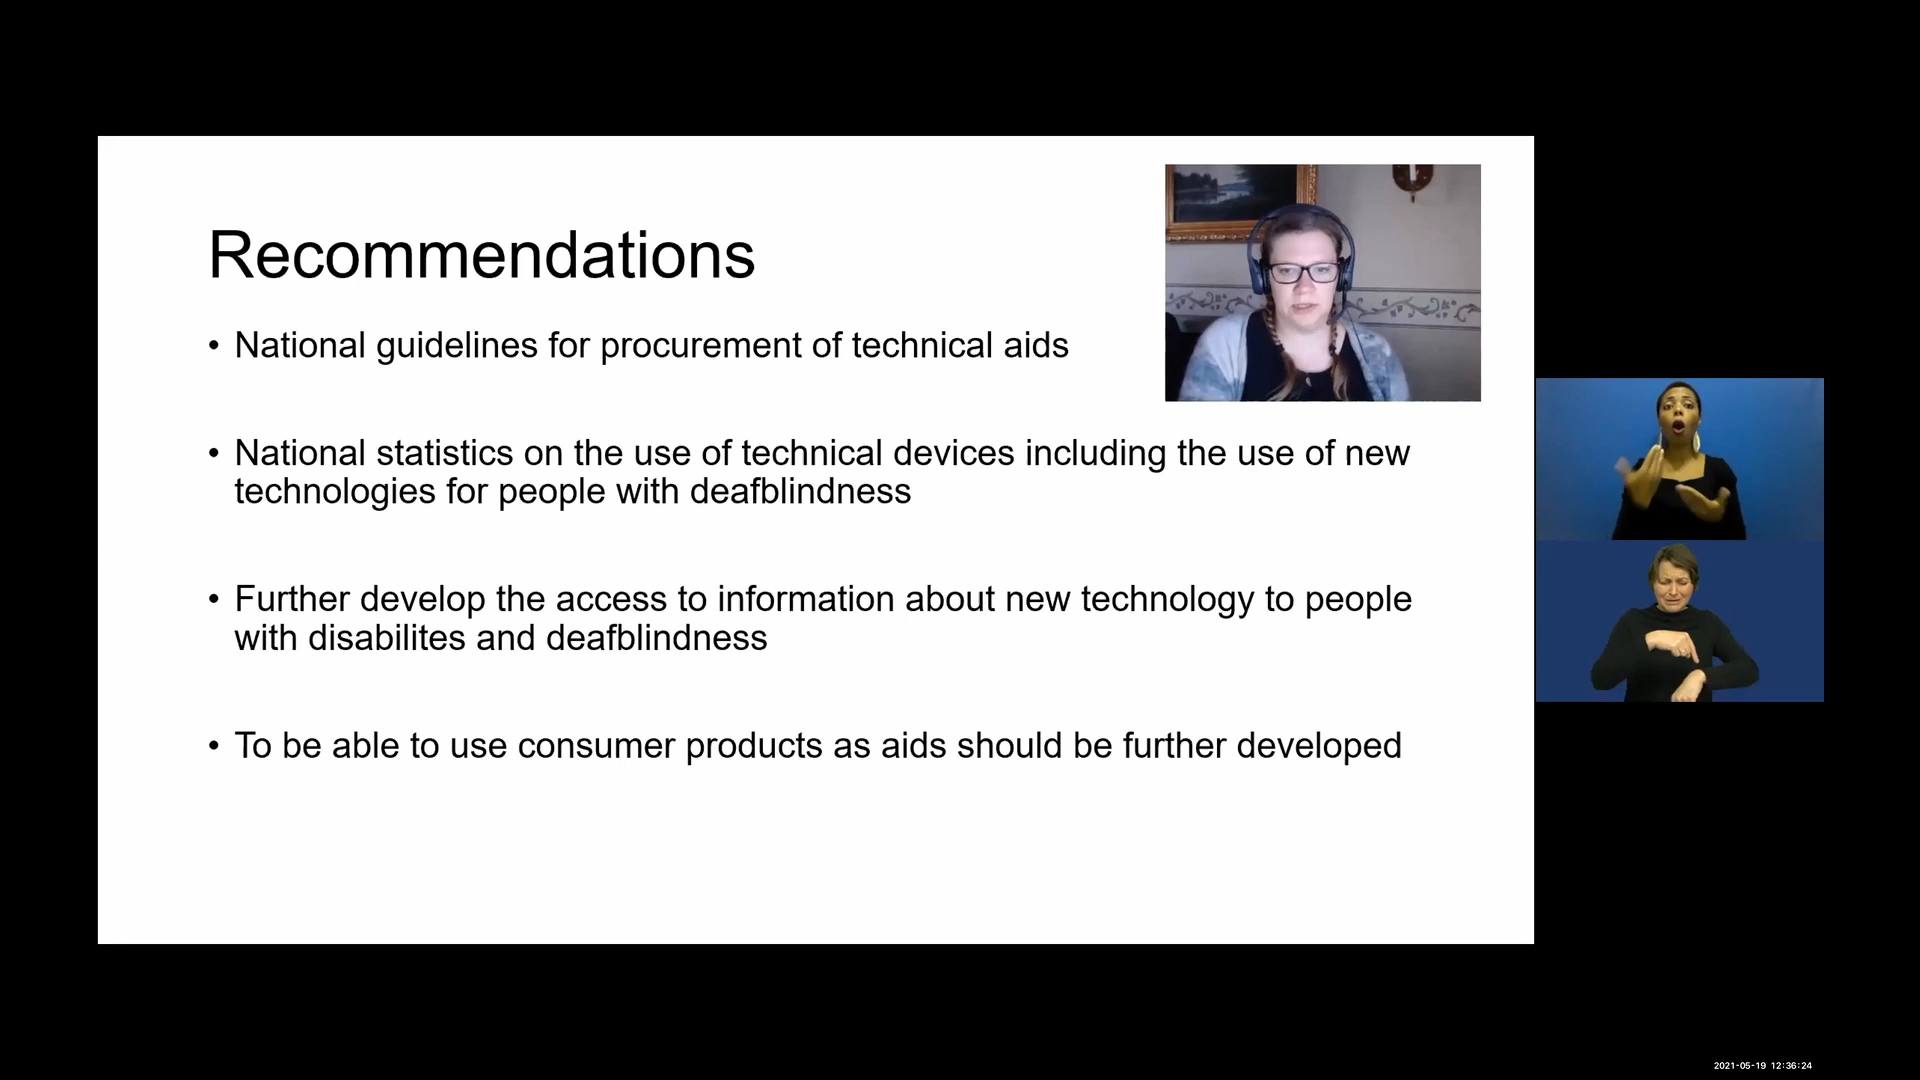 Recommendations
• National guidelines for procurement of technical aids
• National statistics on the use of technical devices including the use of new
technologies for people with deafblindness
• Further develop the access to information about new technology to people
with disabilites and deafblindness
• To be able to use consumer products as aids should be further developed
2021-05-19 12:36:24